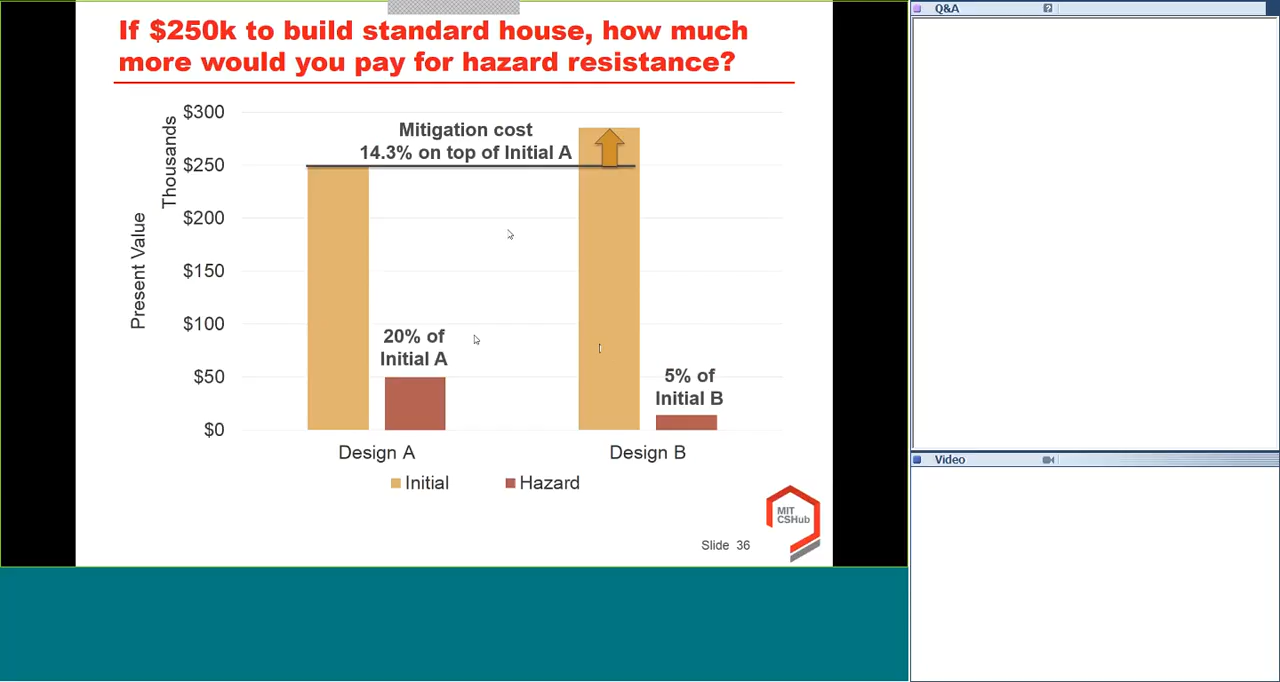 If $250k to build standard house, how much
more would you pay for hazard resistance?
Present Value
Thousands
$300
$250
$200
$150
$100
$50
$0
Mitigation cost
14.3% on top of Initial A
20% of
Initial A
5% of
Initial B
Design A
Design B
Initial
Hazard
MIT
CSHub
Slide 36
Q&A
?
Video